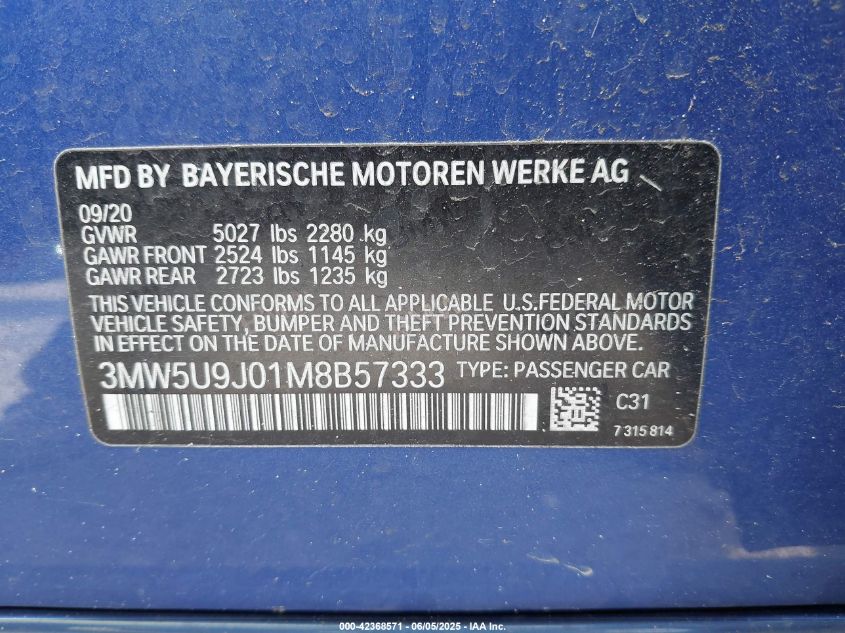 MFD BY BAYERISCHE MOTOREN WERKE AG
09/20
GVWR 5027 lbs 2280 kg
GAWR FRONT 2524 lbs 1145 kg
GAWR REAR 2723 lbs 1235 kg
THIS VEHICLE CONFORMS TO ALL APPLICABLE U.S.FEDERAL MOTOR
VEHICLE SAFETY, BUMPER AND THEFT PREVENTION STANDARDS
IN EFFECT ON THE DATE OF MANUFACTURE SHOWN ABOVE.
3MW5U9J01M8B57333 TYPE: PASSENGER CAR
C31
7 315 814
000-42368571 - 06/05/2025 - IAA Inc.